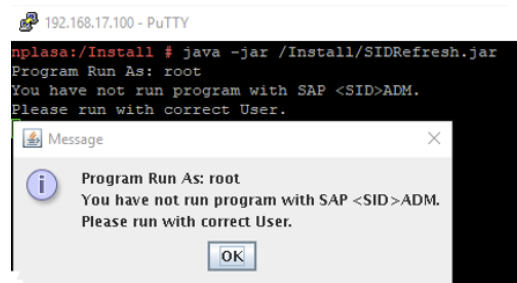 192.168.17.100 - PuTTY
nplasa:/Install # java -jar /Install/SIDRefresh.jar
Program Run As: root
You have not run program with SAP <SID>ADM.
Please run with correct User.
Message
Program Run As: root
You have not run program with SAP <SID>ADM.
Please run with correct User.
OK